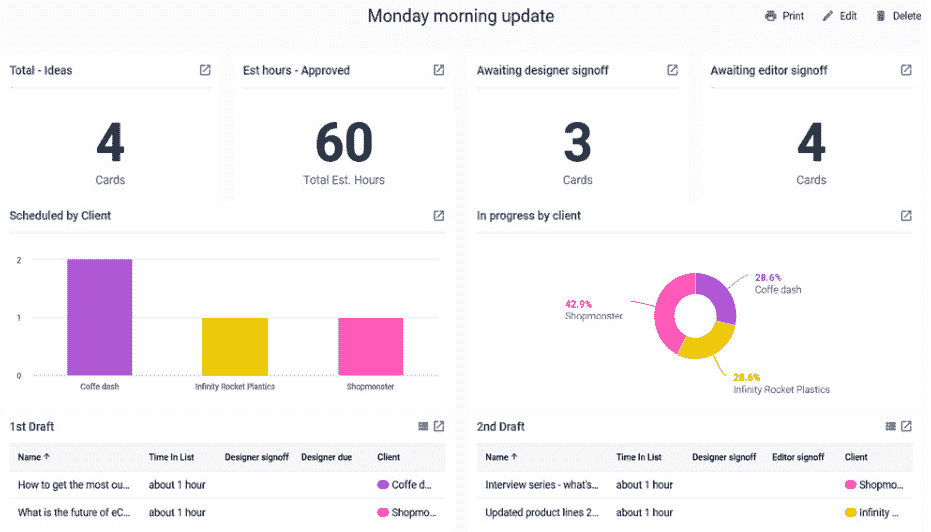 Monday morning update
Print Edit Delete
Total - Ideas
4
Cards
Est hours - Approved
60
Total Est. Hours
Awaiting designer signoff
3
Cards
Awaiting editor signoff
4
Cards
Scheduled by Client
2
1
0
Coffe dash
Infinity Rocket Plastics
Shopmonster
In progress by client
28.6%
Coffe dash
42.9%
Shopmonster
28.6%
Infinity Rocket Plastics
1st Draft
Name ↑ Time In List Designer signoff Designer due Client
How to get the most ou... about 1 hour Coffe d...
What is the future of eC... about 1 hour Shopmo...
2nd Draft
Name ↑ Time In List Designer signoff Editor signoff Client
Interview series - what's... about 1 hour Shopmo...
Updated product lines 2... about 1 hour Infinity ...